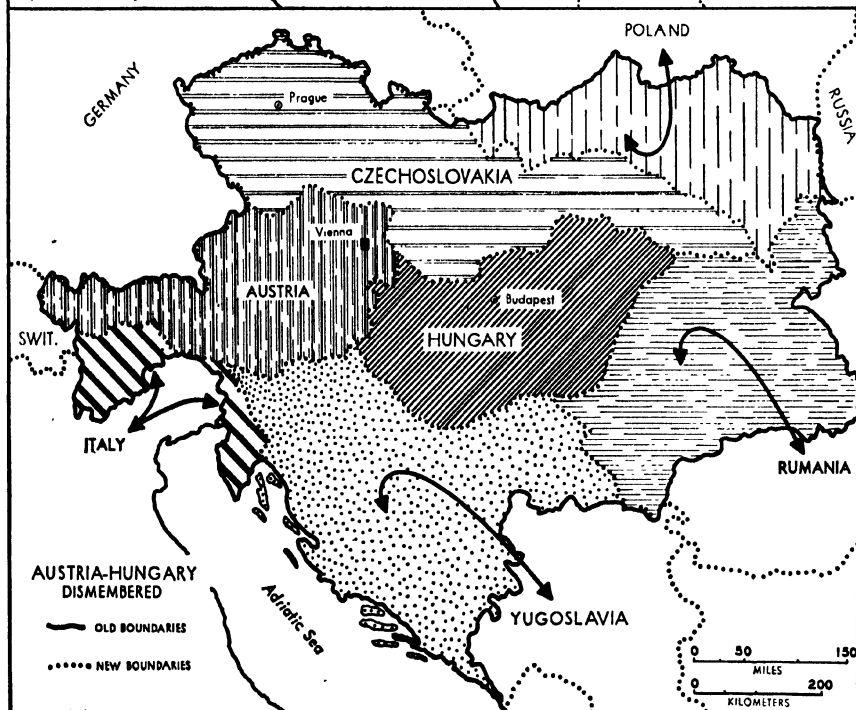 POLAND
GERMANY
RUSSIA
Prague
CZECHOSLOVAKIA
Vienna
AUSTRIA
Budapest
HUNGARY
SWIT.
ITALY
RUMANIA
AUSTRIA-HUNGARY
DISMEMBERED
OLD BOUNDARIES
NEW BOUNDARIES
Adriatic Sea
YUGOSLAVIA
0 50 150
MILES
0 200
KILOMETERS